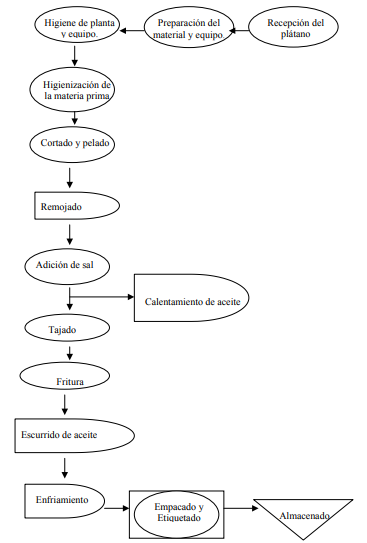 Higiene de planta
y equipo.
Preparación del
material y equipo.
Recepción del
plátano
Higienización de
la materia prima
Cortado y pelado
Remojado
Adición de sal
Calentamiento de aceite
Tajado
Fritura
Escurrido de aceite
Enfriamiento
Empacado y
Etiquetado
Almacenado